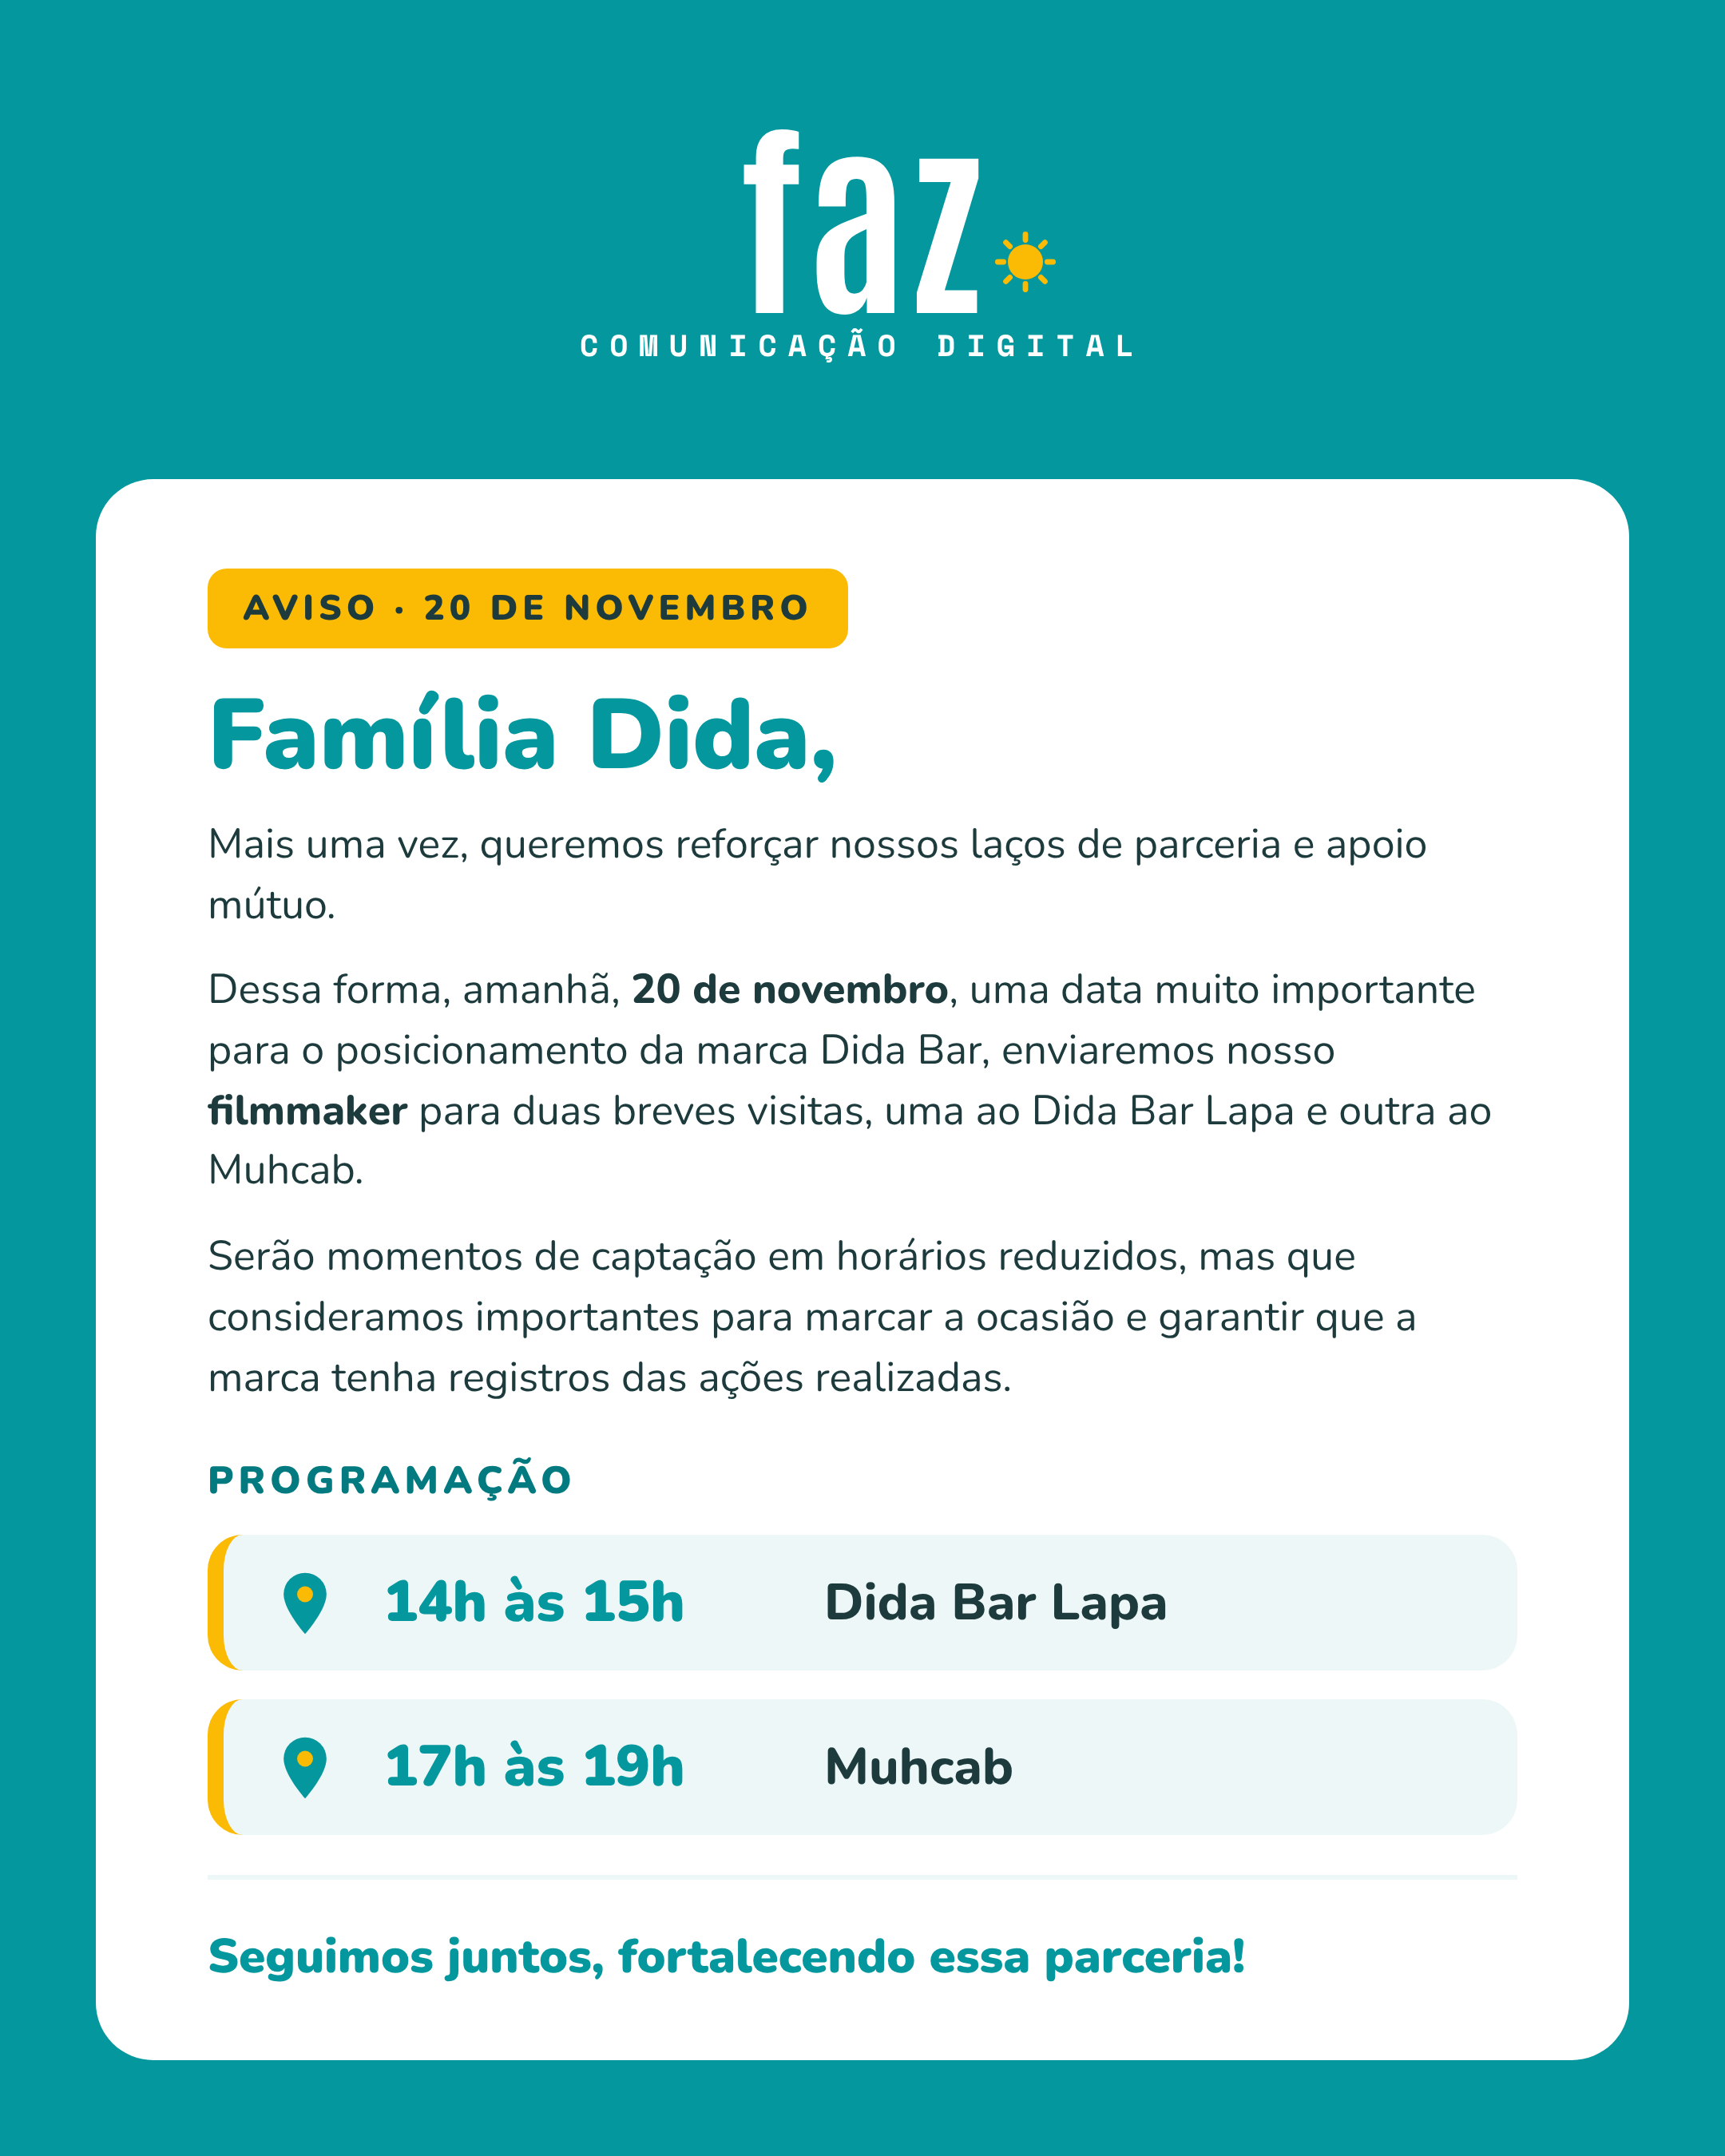 faz
COMUNICAÇÃO DIGITAL
AVISO · 20 DE NOVEMBRO
Família Dida,
Mais uma vez, queremos reforçar nossos laços de parceria e apoio
mútuo.
Dessa forma, amanhã, 20 de novembro, uma data muito importante
para o posicionamento da marca Dida Bar, enviaremos nosso
filmmaker para duas breves visitas, uma ao Dida Bar Lapa e outra ao
Muhcab.
Serão momentos de captação em horários reduzidos, mas que
consideramos importantes para marcar a ocasião e garantir que a
marca tenha registros das ações realizadas.
PROGRAMAÇÃO
14h às 15h Dida Bar Lapa
17h às 19h Muhcab
Seguimos juntos, fortalecendo essa parceria!